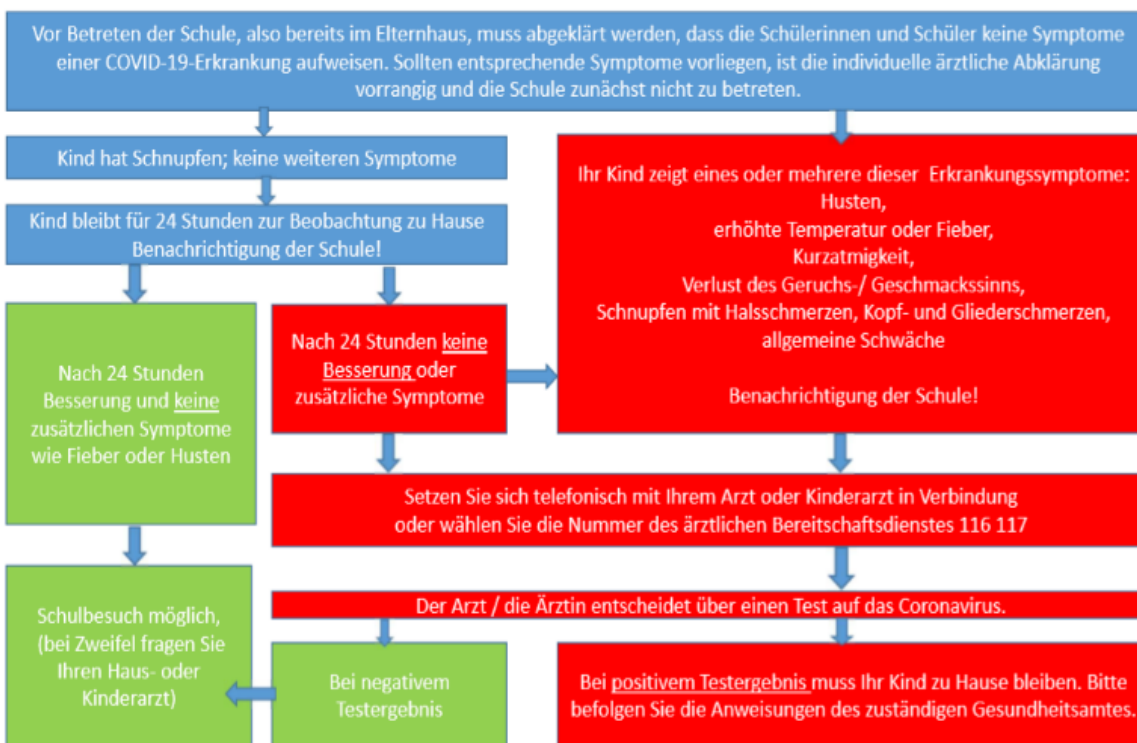 Vor Betreten der Schule, also bereits im Elternhaus, muss abgeklärt werden, dass die Schülerinnen und Schüler keine Symptome
einer COVID-19-Erkrankung aufweisen. Sollten entsprechende Symptome vorliegen, ist die individuelle ärztliche Abklärung
vorrangig und die Schule zunächst nicht zu betreten.
Kind hat Schnupfen; keine weiteren Symptome
Kind bleibt für 24 Stunden zur Beobachtung zu Hause
Benachrichtigung der Schule!
Ihr Kind zeigt eines oder mehrere dieser Erkrankungssymptome:
Husten,
erhöhte Temperatur oder Fieber,
Kurzatmigkeit,
Verlust des Geruchs-/ Geschmackssinns,
Schnupfen mit Halsschmerzen, Kopf- und Gliederschmerzen,
allgemeine Schwäche
Benachrichtigung der Schule!
Nach 24 Stunden
Besserung und keine
zusätzlichen Symptome
wie Fieber oder Husten
Nach 24 Stunden keine
Besserung oder
zusätzliche Symptome
Setzen Sie sich telefonisch mit Ihrem Arzt oder Kinderarzt in Verbindung
oder wählen Sie die Nummer des ärztlichen Bereitschaftsdienstes 116 117
Der Arzt / die Ärztin entscheidet über einen Test auf das Coronavirus.
Schulbesuch möglich,
(bei Zweifel fragen Sie
Ihren Haus- oder
Kinderarzt)
Bei negativem
Testergebnis
Bei positivem Testergebnis muss Ihr Kind zu Hause bleiben. Bitte
befolgen Sie die Anweisungen des zuständigen Gesundheitsamtes.